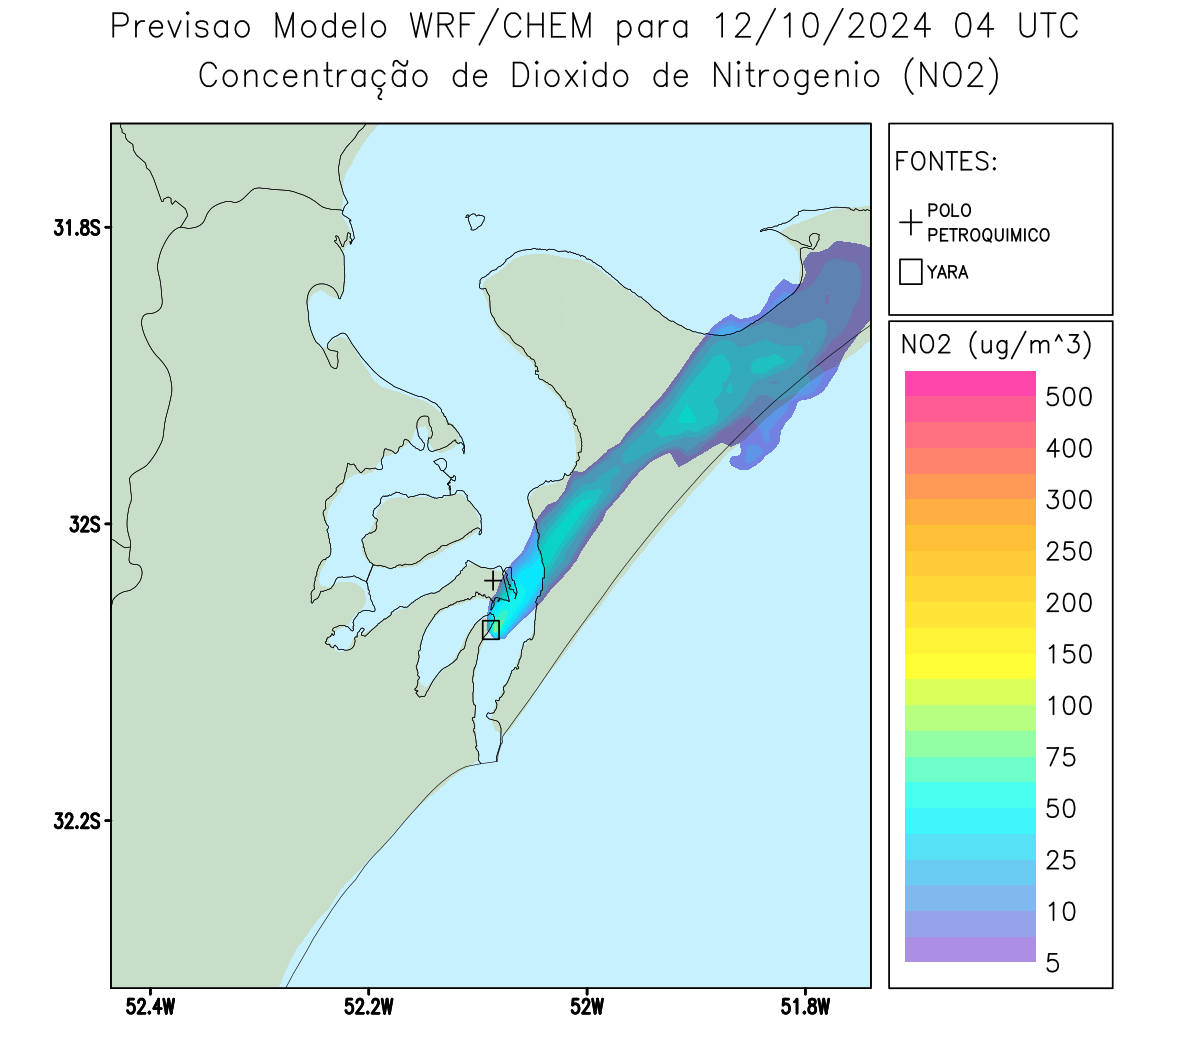 Previsao Modelo WRF/CHEM para 12/10/2024 04 UTC
Concentração de Dioxido de Nitrogenio (NO2)
FONTES:
POLO
PETROQUIMICO
YARA
NO2 (ug/m^3)
500
400
300
250
200
150
100
75
50
25
10
5
31.8S
32S
32.2S
52.4W
52.2W
52W
51.8W